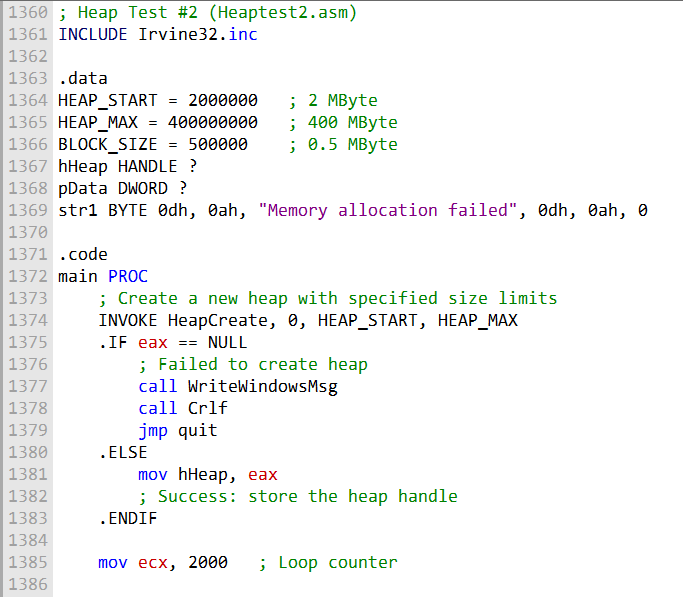 1360 ; Heap Test #2 (Heaptest2.asm)
1361 INCLUDE Irvine32.inc
1362
1363 .data
1364 HEAP_START = 2000000   ; 2 MByte
1365 HEAP_MAX = 400000000   ; 400 MByte
1366 BLOCK_SIZE = 500000    ; 0.5 MByte
1367 hHeap HANDLE ?
1368 pData DWORD ?
1369 str1 BYTE 0dh, 0ah, "Memory allocation failed", 0dh, 0ah, 0
1370
1371 .code
1372 main PROC
1373     ; Create a new heap with specified size limits
1374     INVOKE HeapCreate, 0, HEAP_START, HEAP_MAX
1375     .IF eax == NULL
1376         ; Failed to create heap
1377         call WriteWindowsMsg
1378         call Crlf
1379         jmp quit
1380     .ELSE
1381         mov hHeap, eax
1382         ; Success: store the heap handle
1383     .ENDIF
1384
1385     mov ecx, 2000   ; Loop counter
1386